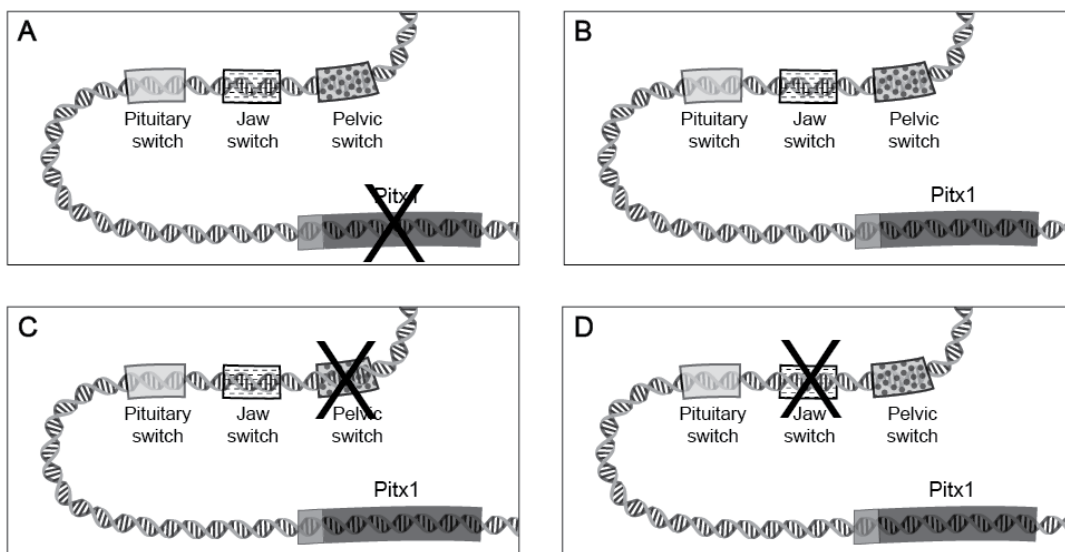 A
Pituitary switch
Jaw switch
Pelvic switch
Pitx1
B
Pituitary switch
Jaw switch
Pelvic switch
Pitx1
C
Pituitary switch
Jaw switch
Pelvic switch
Pitx1
D
Pituitary switch
Jaw switch
Pelvic switch
Pitx1